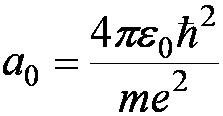 a₀ = 4πε₀ħ² / me²